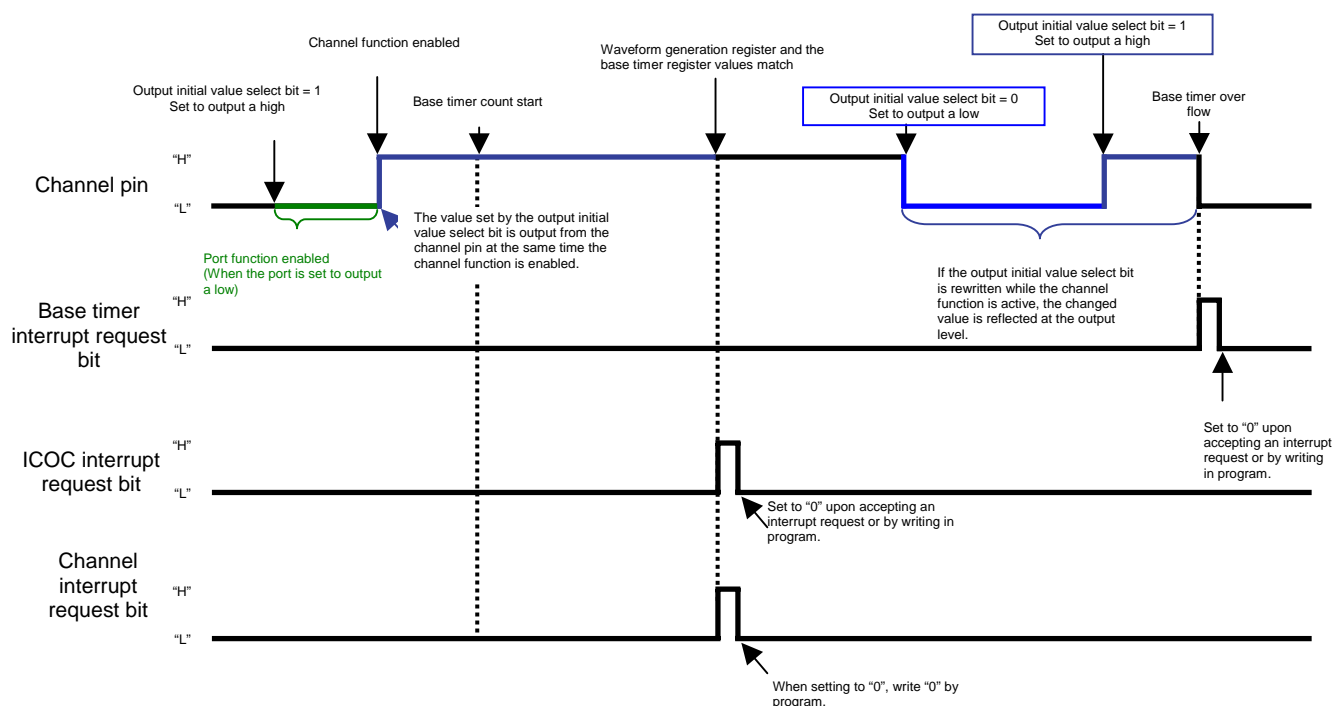 Output initial value select bit = 1
Set to output a high
Channel function enabled
Waveform generation register and the
base timer register values match
Output initial value select bit = 1
Set to output a high
Base timer count start
Output initial value select bit = 0
Set to output a low
Base timer over
flow
Channel pin
“H”
“L”
The value set by the output initial
value select bit is output from the
channel pin at the same time the
channel function is enabled.
Port function enabled
(When the port is set to output
a low)
If the output initial value select bit
is rewritten while the channel
function is active, the changed
value is reflected at the output
level.
Base timer
interrupt request
bit
“H”
“L”
Set to “0” upon
accepting an interrupt
request or by writing
in program.
ICOC interrupt
request bit
“H”
“L”
Set to “0” upon accepting an
interrupt request or by writing in
program.
Channel
interrupt
request bit
“H”
“L”
When setting to “0”, write “0” by
program.